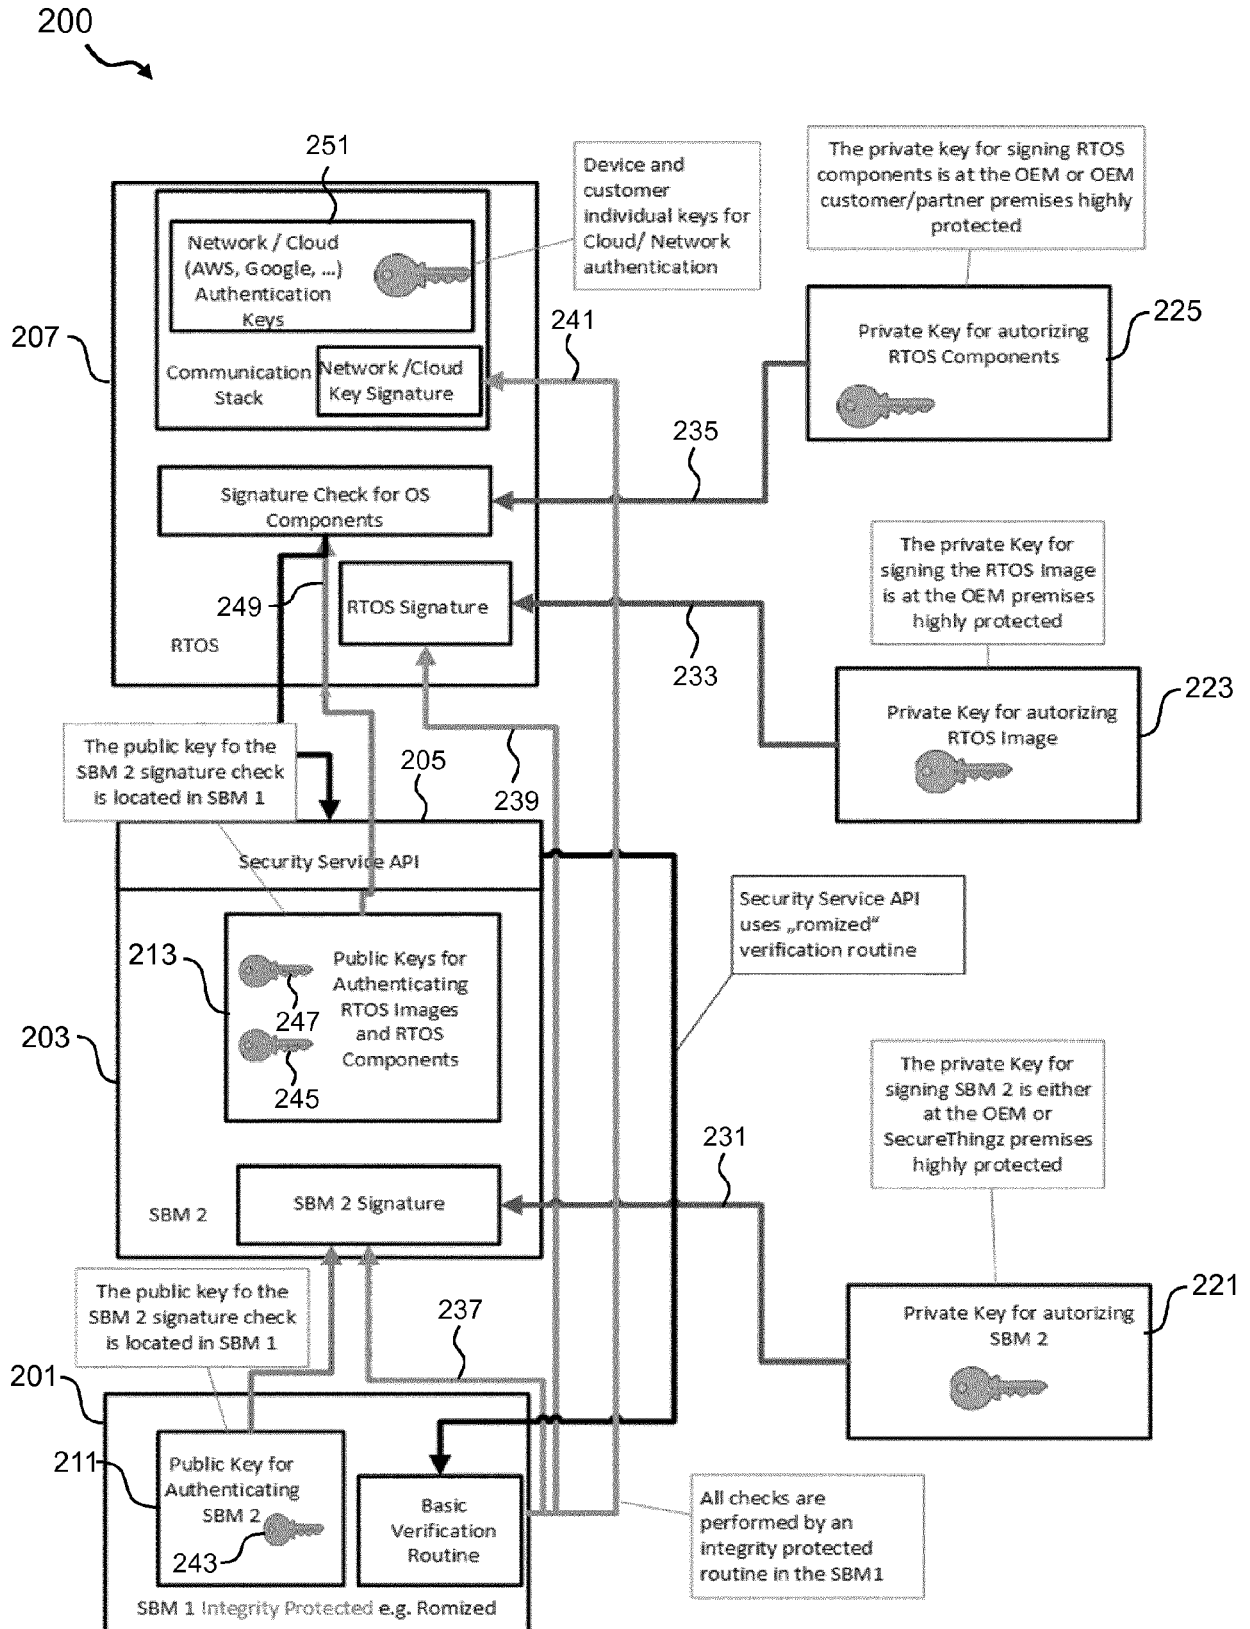 200
251
Network / Cloud
(AWS, Google, ...)
Authentication
Keys
Device and
customer
individual keys for
Cloud/ Network
authentication
The private key for signing RTOS
components is at the OEM or OEM
customer/partner premises highly
protected
207
241
225
Private Key for autorizing
RTOS Components
Communication
Stack
Network /Cloud
Key Signature
235
Signature Check for OS
Components
The private Key for
signing the RTOS Image
is at the OEM premises
highly protected
249
RTOS Signature
RTOS
233
223
Private Key for autorizing
RTOS Image
The public key fo the
SBM 2 signature check
is located in SBM 1
205
239
Security Service API
Security Service API
uses „romized“
verification routine
213
Public Keys for
Authenticating
RTOS Images
and RTOS
Components
247
245
203
The private Key for
signing SBM 2 is either
at the OEM or
SecureThingz premises
highly protected
231
SBM 2 Signature
SBM 2
The public key fo the
SBM 2 signature check
is located in SBM 1
237
221
Private Key for autorizing
SBM 2
201
211
Public Key for
Authenticating
SBM 2
243
Basic
Verification
Routine
All checks are
performed by an
integrity protected
routine in the SBM1
SBM 1 Integrity Protected e.g. Romized